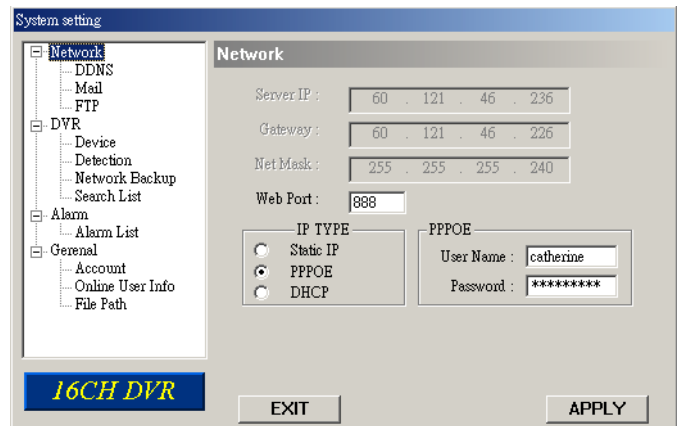 System setting
Network
DDNS
Mail
FTP
DVR
Device
Detection
Network Backup
Search List
Alarm
Alarm List
Gerenal
Account
Online User Info
File Path
16CH DVR
Network
Server IP : 60 . 121 . 46 . 236
Gateway : 60 . 121 . 46 . 226
Net Mask : 255 . 255 . 255 . 240
Web Port : 888
IP TYPE
Static IP
PPPOE
DHCP
PPPOE
User Name : catherine
Password : *********
EXIT
APPLY